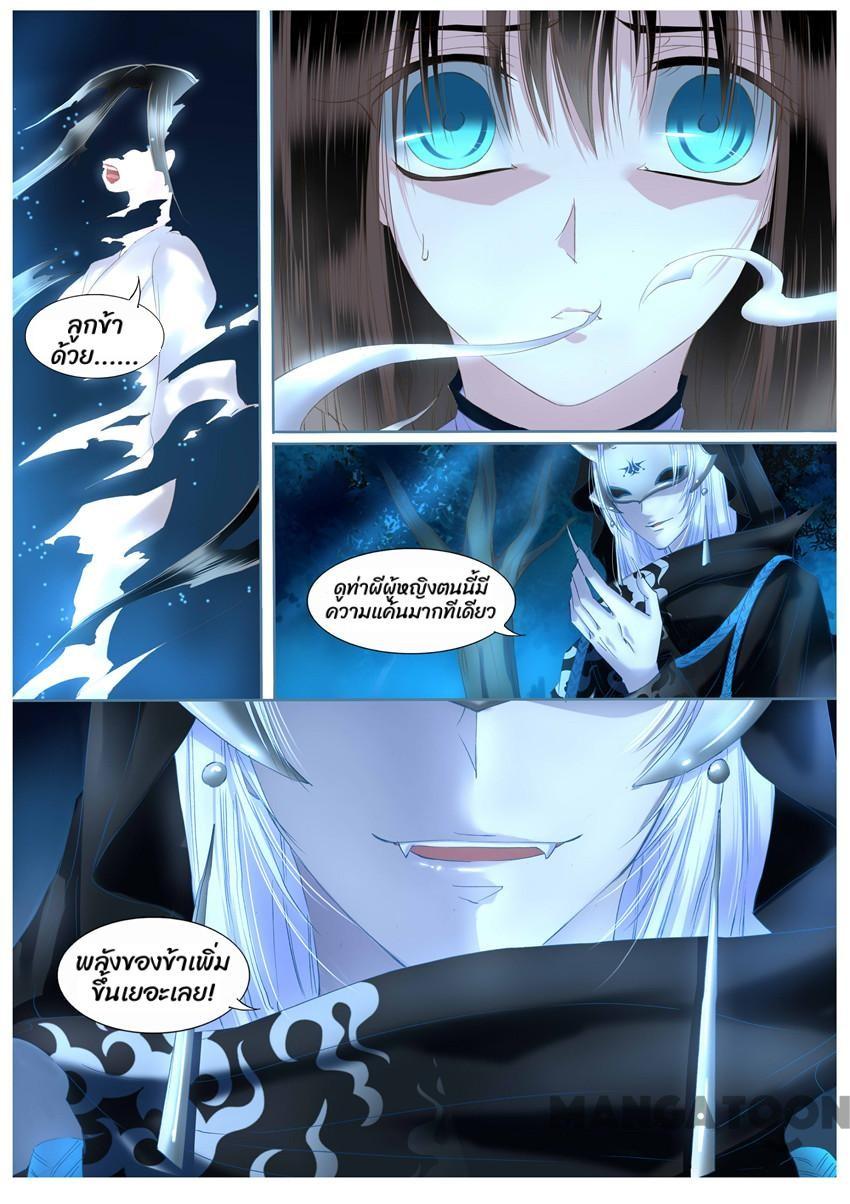 ลูกข้า
ด้วย......
ดูท่าผีผู้หญิงตนนี้มี
ความแค้นมากทีเดียว
พลังของข้าเพิ่ม
ขึ้นเยอะเลย!
MANGATOON